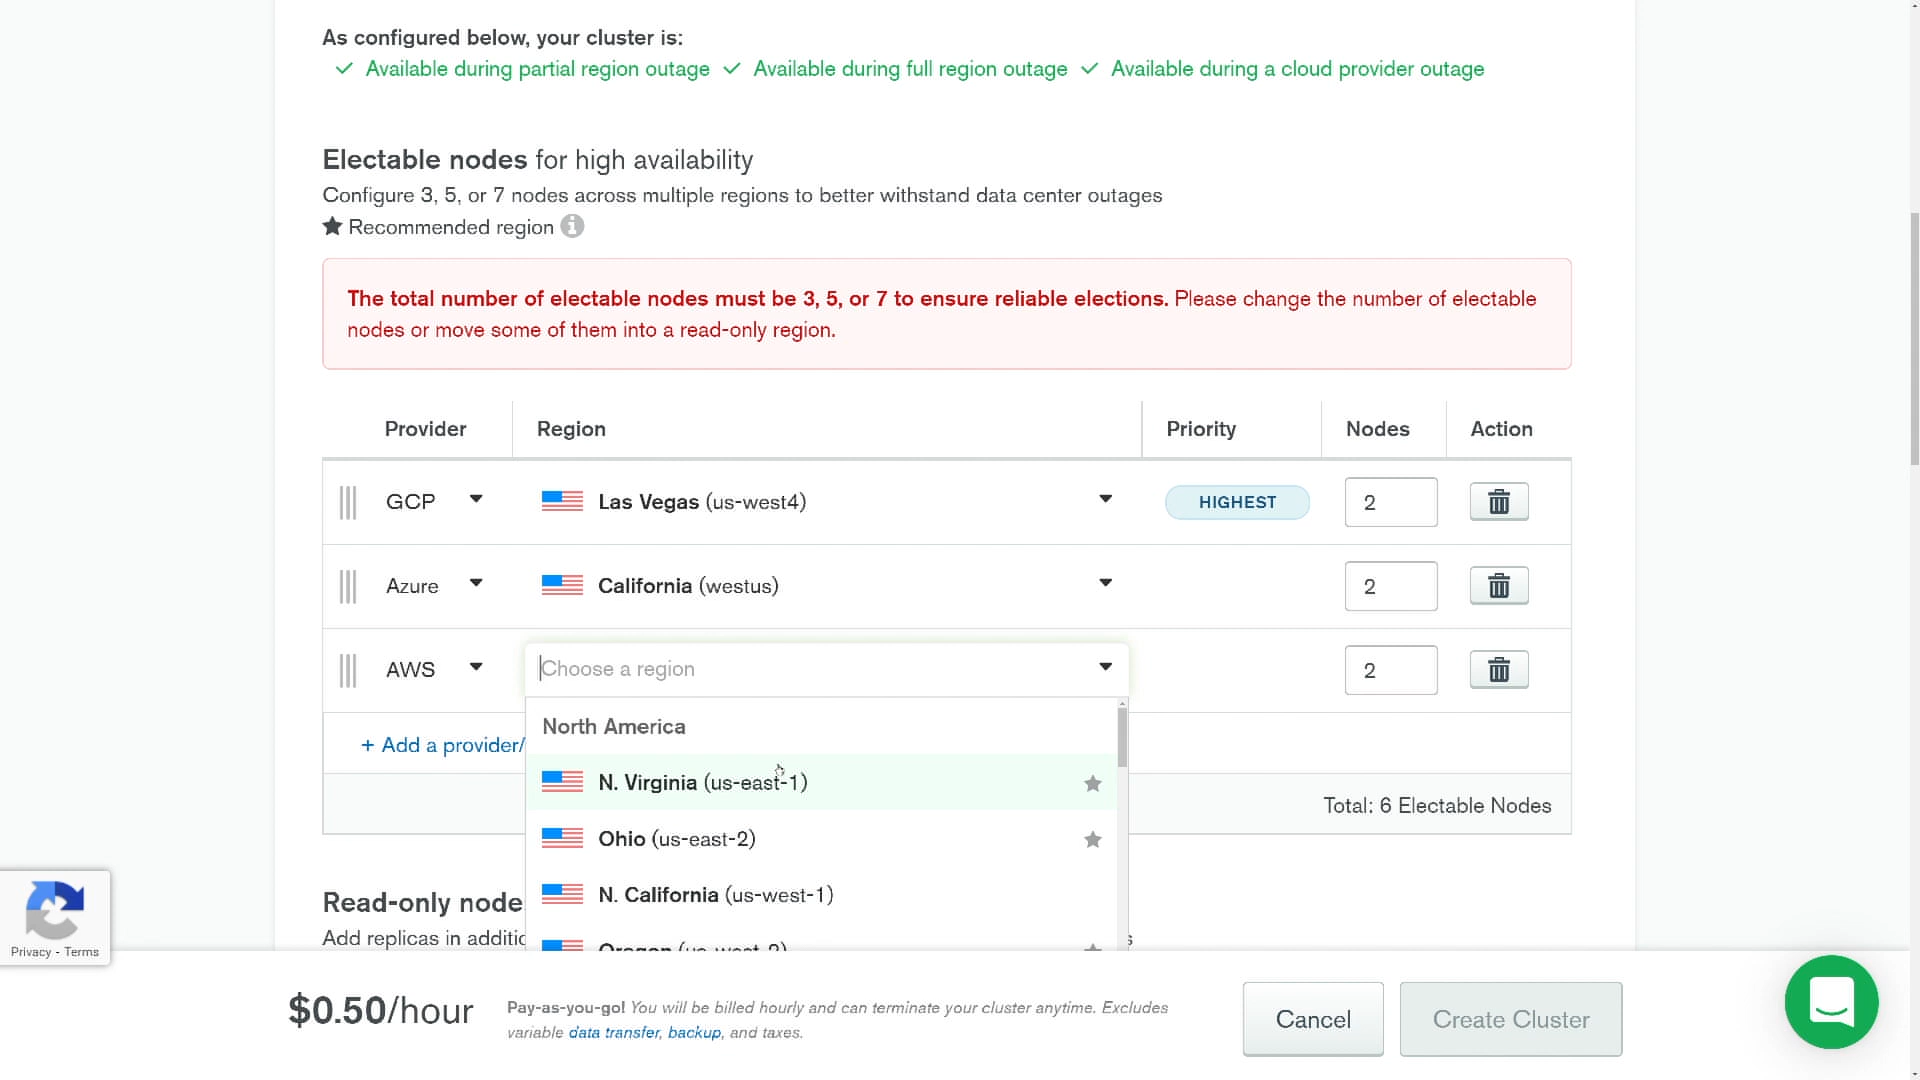 As configured below, your cluster is:
Available during partial region outage Available during full region outage Available during a cloud provider outage
Electable nodes for high availability
Configure 3, 5, or 7 nodes across multiple regions to better withstand data center outages
Recommended region
The total number of electable nodes must be 3, 5, or 7 to ensure reliable elections. Please change the number of electable
nodes or move some of them into a read-only region.
Provider Region Priority Nodes Action
GCP Las Vegas (us-west4) HIGHEST 2
Azure California (westus) 2
AWS Choose a region 2
North America
+ Add a provider/
N. Virginia (us-east-1)
Total: 6 Electable Nodes
Ohio (us-east-2)
N. California (us-west-1)
Read-only node
Add replicas in additio
Oregon (us-west-2)
Privacy - Terms
$0.50/hour
Pay-as-you-go! You will be billed hourly and can terminate your cluster anytime. Excludes
variable data transfer, backup, and taxes.
Cancel
Create Cluster